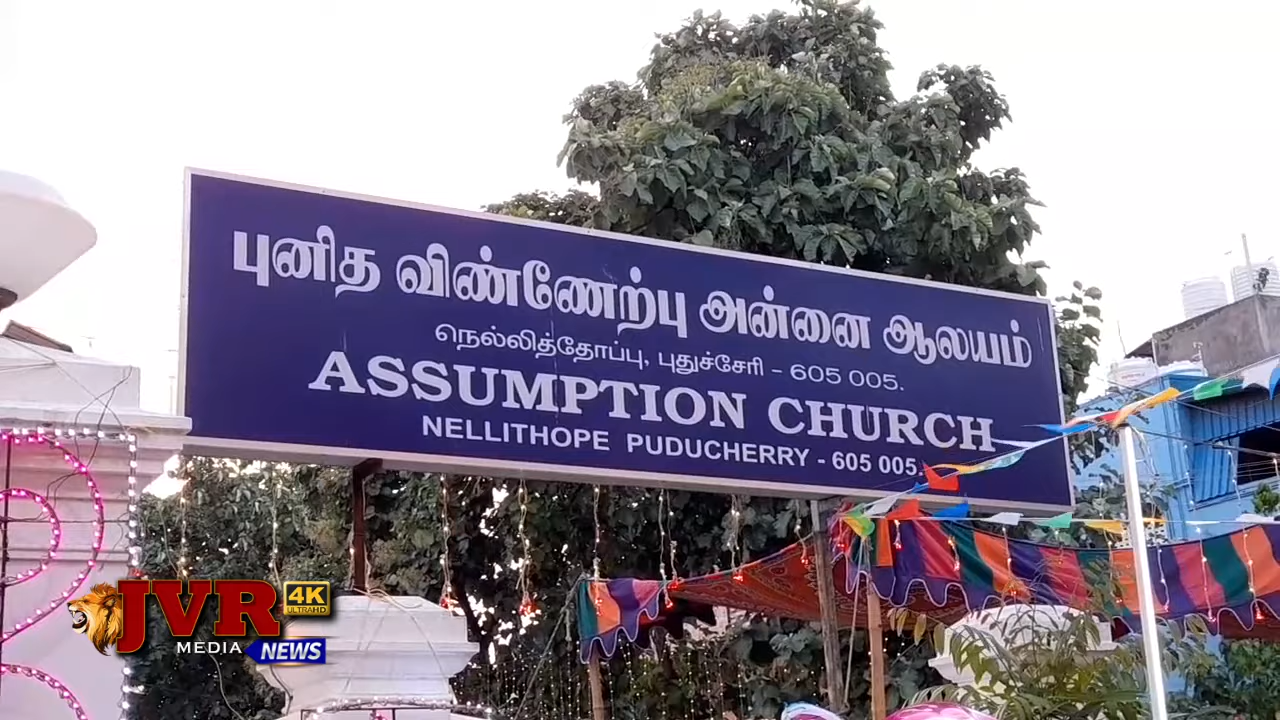 புனித விண்ணேற்பு அன்னை ஆலயம்
நெல்லித்தோப்பு, புதுச்சேரி - 605 005.
ASSUMPTION CHURCH
NELLITHOPE PUDUCHERRY - 605 005.
JVR
MEDIA
NEWS
4K
ULTRAHD